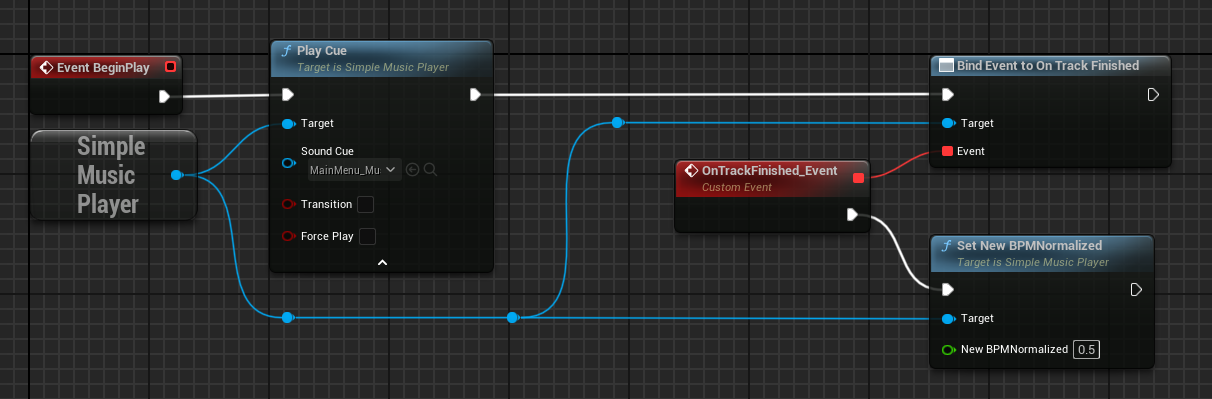 Event BeginPlay
Simple
Music
Player
Play Cue
Target is Simple Music Player
Target
Sound Cue
MainMenu_Mu
Transition
Force Play
OnTrackFinished_Event
Custom Event
Bind Event to On Track Finished
Target
Event
Set New BPMNormalized
Target is Simple Music Player
Target
New BPMNormalized 0.5